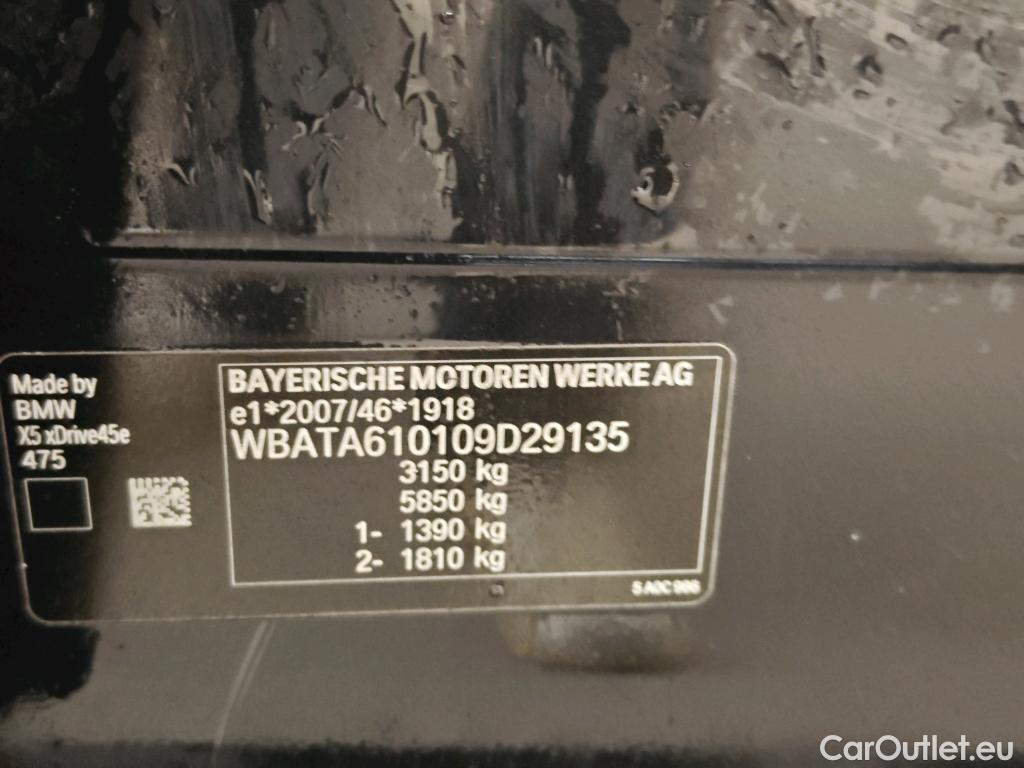 Made by
BMW
X5 xDrive45e
475
BAYERISCHE MOTOREN WERKE AG
e1*2007/46*1918
WBATA610109D29135
3150 kg
5850 kg
1- 1390 kg
2- 1810 kg
CarOutlet.eu